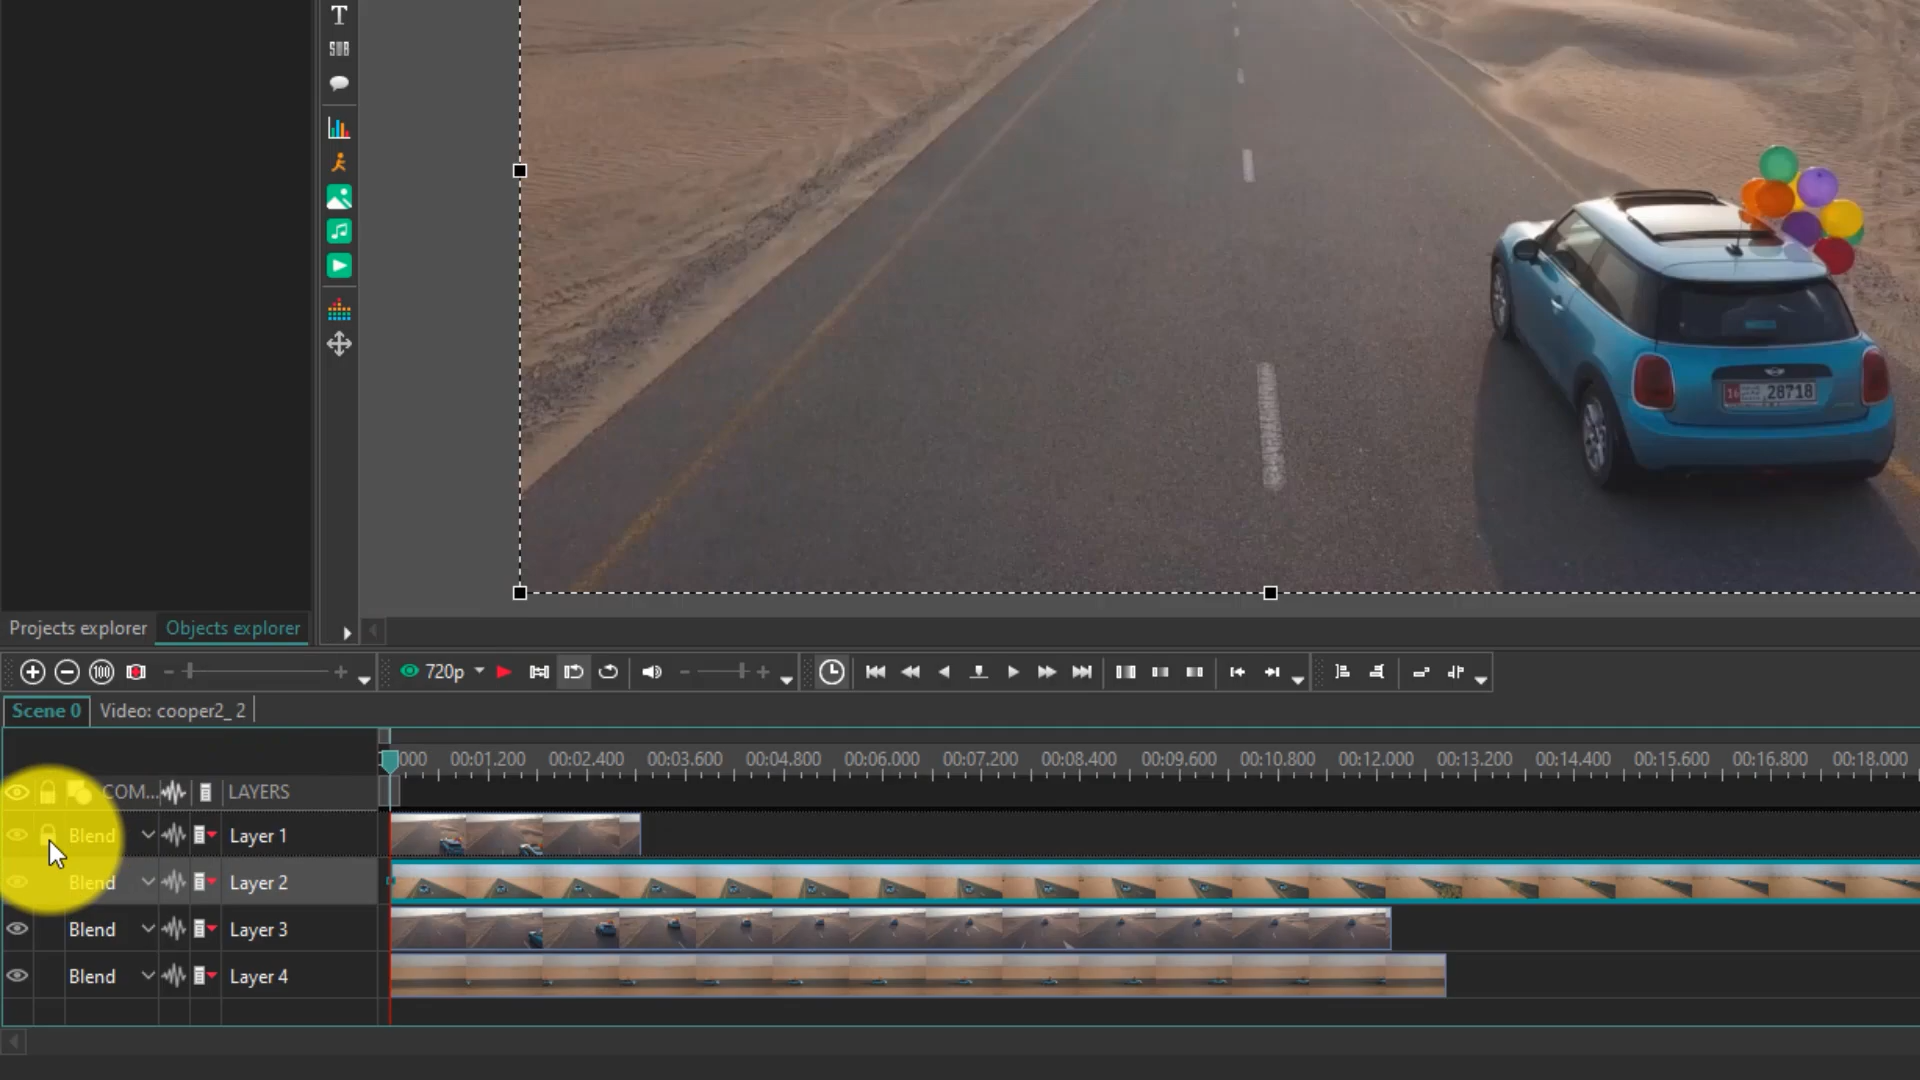 T
SUB
16 28718
Projects explorer Objects explorer
100 720p
Scene 0 Video: cooper2_ 2
000 00:01.200 00:02.400 00:03.600 00:04.800 00:06.000 00:07.200 00:08.400 00:09.600 00:10.800 00:12.000 00:13.200 00:14.400 00:15.600 00:16.800 00:18.000
COM... LAYERS
Blend Layer 1
Blend Layer 2
Blend Layer 3
Blend Layer 4